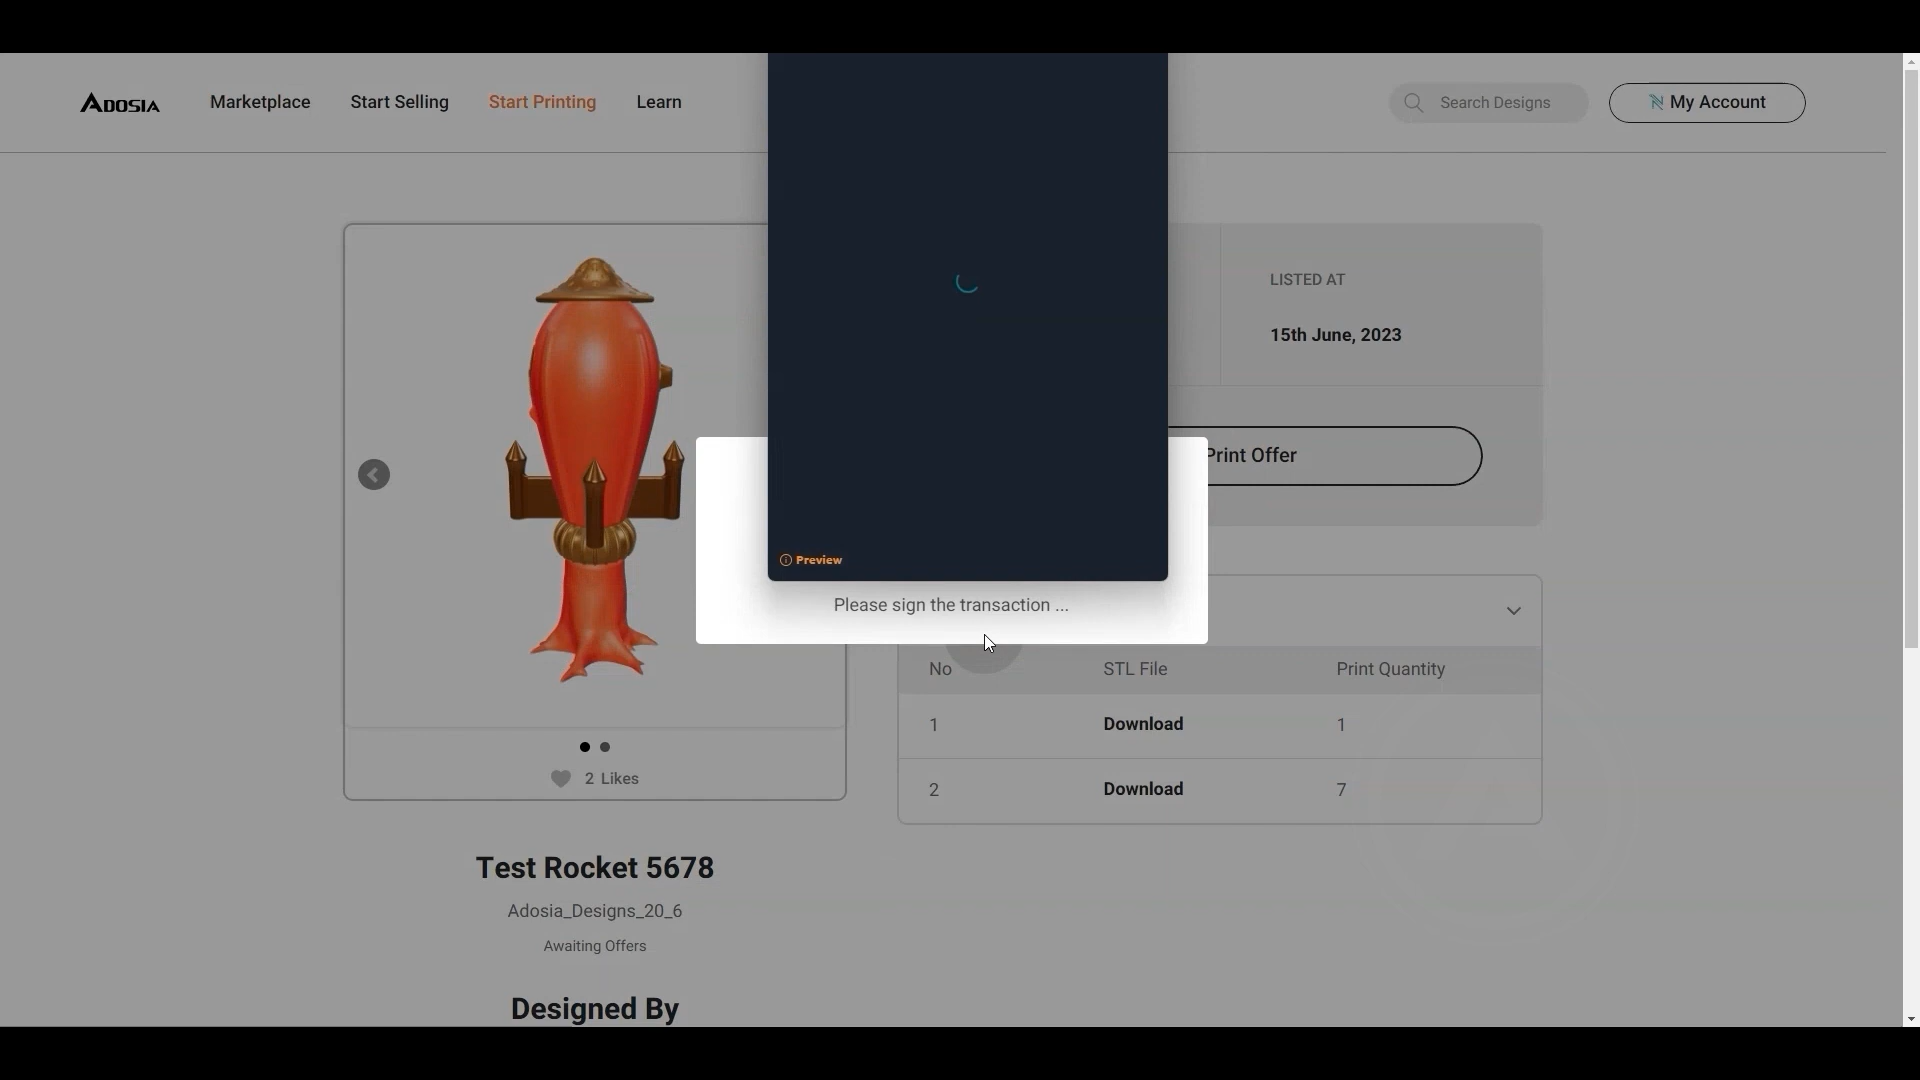 ADOSIA
Marketplace
Start Selling
Start Printing
Learn
Search Designs
My Account
LISTED AT
15th June, 2023
Print Offer
Preview
Please sign the transaction ...
No STL File Print Quantity
1 Download 1
2 Download 7
2 Likes
Test Rocket 5678
Adosia_Designs_20_6
Awaiting Offers
Designed By